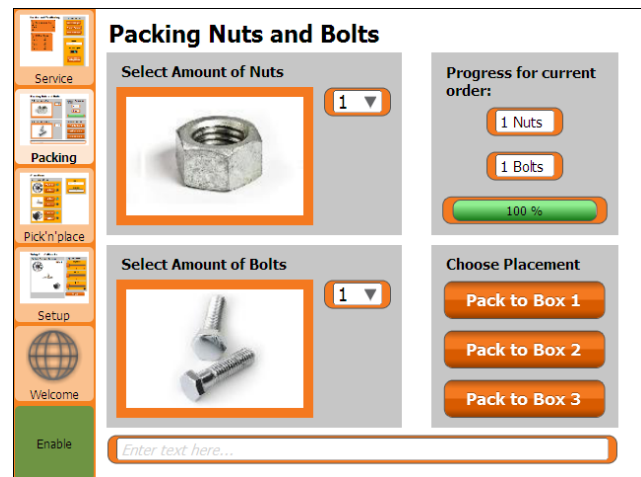 Service
Packing
Pick'n'place
Setup
Welcome
Enable
Packing Nuts and Bolts
Select Amount of Nuts
1
Progress for current
order:
1 Nuts
1 Bolts
100 %
Select Amount of Bolts
1
Choose Placement
Pack to Box 1
Pack to Box 2
Pack to Box 3
Enter text here...